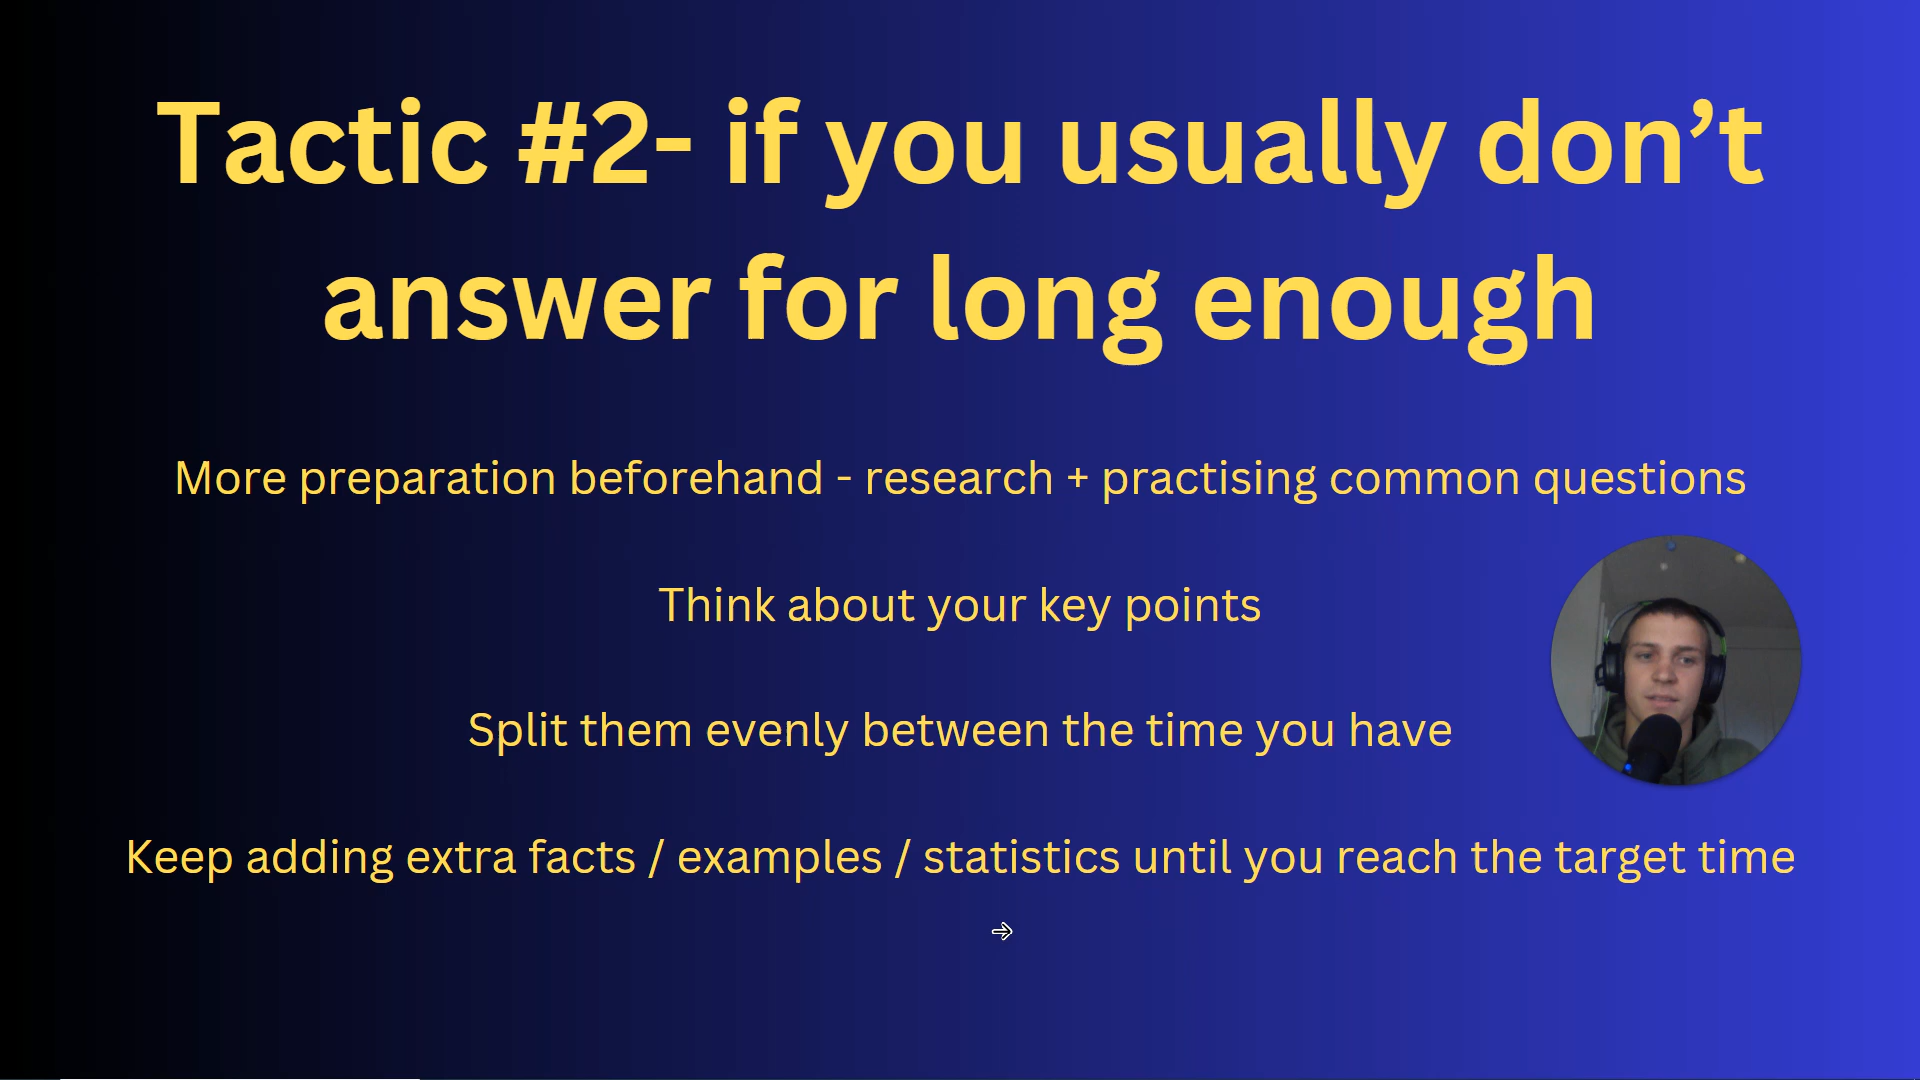 Tactic #2- if you usually don’t
answer for long enough
More preparation beforehand - research + practising common questions
Think about your key points
Split them evenly between the time you have
Keep adding extra facts / examples / statistics until you reach the target time